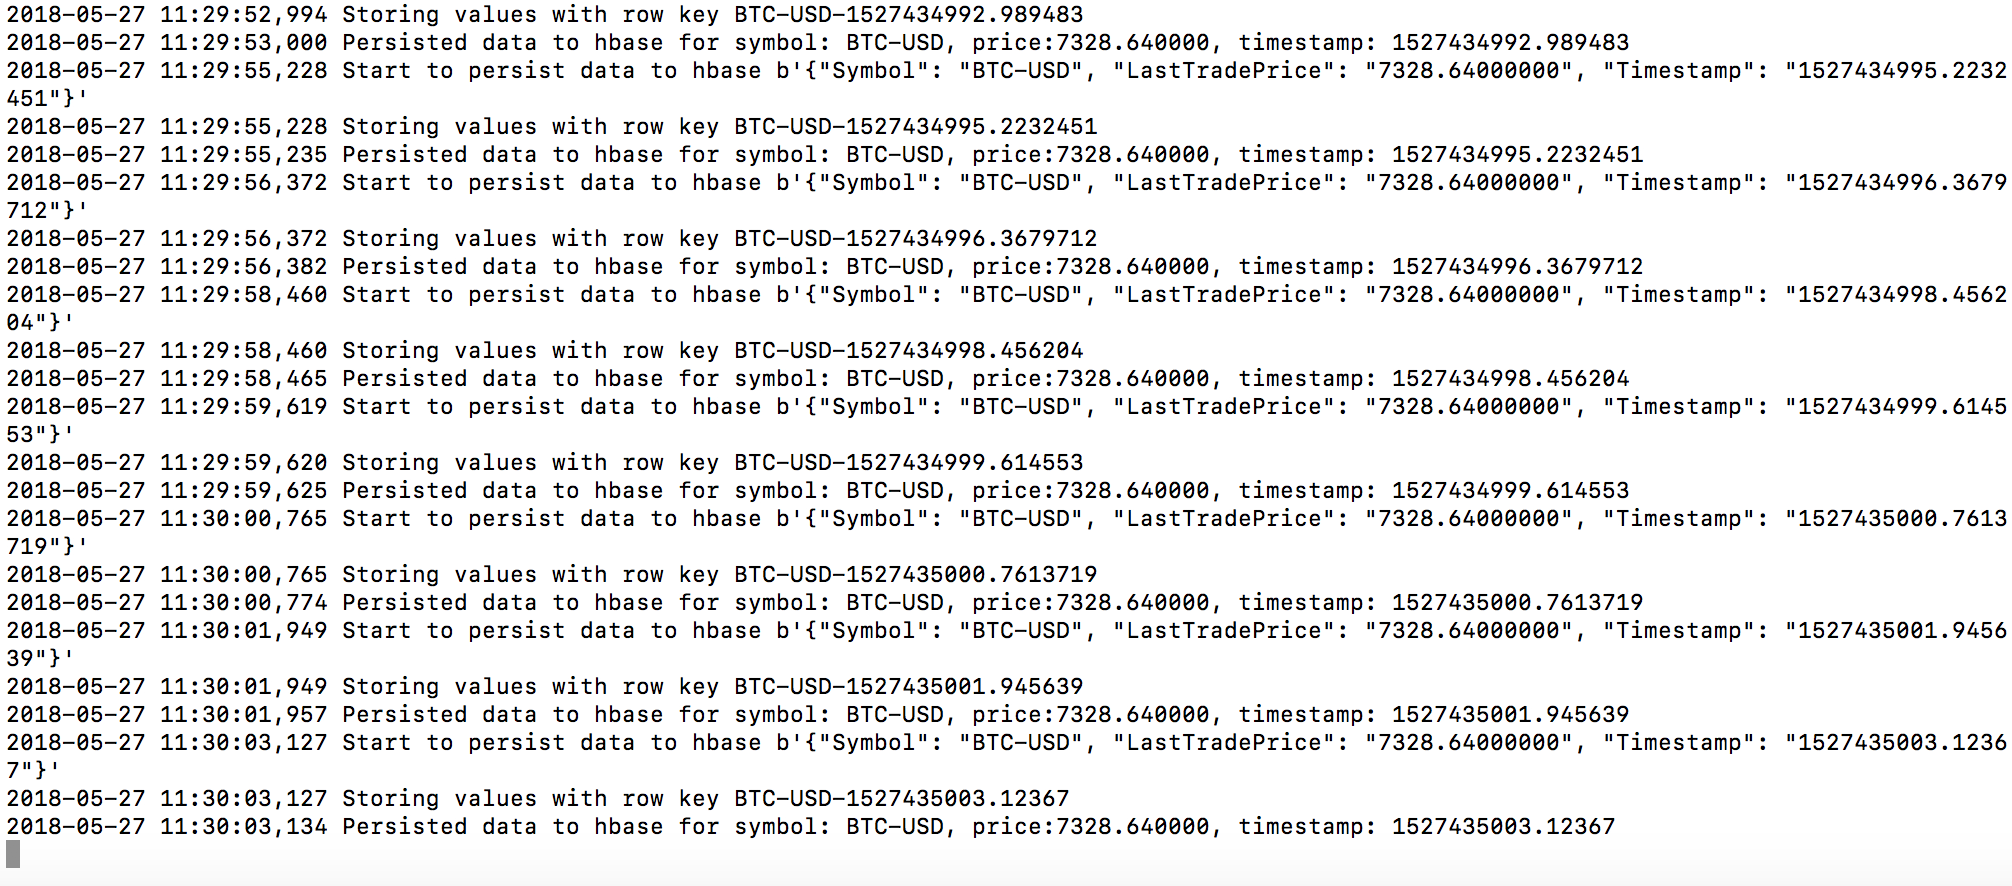 2018-05-27 11:29:52,994 Storing values with row key BTC-USD-1527434992.989483
2018-05-27 11:29:53,000 Persisted data to hbase for symbol: BTC-USD, price:7328.640000, timestamp: 1527434992.989483
2018-05-27 11:29:55,228 Start to persist data to hbase b'{"Symbol": "BTC-USD", "LastTradePrice": "7328.64000000", "Timestamp": "1527434995.2232
451"}'
2018-05-27 11:29:55,228 Storing values with row key BTC-USD-1527434995.2232451
2018-05-27 11:29:55,235 Persisted data to hbase for symbol: BTC-USD, price:7328.640000, timestamp: 1527434995.2232451
2018-05-27 11:29:56,372 Start to persist data to hbase b'{"Symbol": "BTC-USD", "LastTradePrice": "7328.64000000", "Timestamp": "1527434996.3679
712"}'
2018-05-27 11:29:56,372 Storing values with row key BTC-USD-1527434996.3679712
2018-05-27 11:29:56,382 Persisted data to hbase for symbol: BTC-USD, price:7328.640000, timestamp: 1527434996.3679712
2018-05-27 11:29:58,460 Start to persist data to hbase b'{"Symbol": "BTC-USD", "LastTradePrice": "7328.64000000", "Timestamp": "1527434998.4562
04"}'
2018-05-27 11:29:58,460 Storing values with row key BTC-USD-1527434998.456204
2018-05-27 11:29:58,465 Persisted data to hbase for symbol: BTC-USD, price:7328.640000, timestamp: 1527434998.456204
2018-05-27 11:29:59,619 Start to persist data to hbase b'{"Symbol": "BTC-USD", "LastTradePrice": "7328.64000000", "Timestamp": "1527434999.6145
53"}'
2018-05-27 11:29:59,620 Storing values with row key BTC-USD-1527434999.614553
2018-05-27 11:29:59,625 Persisted data to hbase for symbol: BTC-USD, price:7328.640000, timestamp: 1527434999.614553
2018-05-27 11:30:00,765 Start to persist data to hbase b'{"Symbol": "BTC-USD", "LastTradePrice": "7328.64000000", "Timestamp": "1527435000.7613
719"}'
2018-05-27 11:30:00,765 Storing values with row key BTC-USD-1527435000.7613719
2018-05-27 11:30:00,774 Persisted data to hbase for symbol: BTC-USD, price:7328.640000, timestamp: 1527435000.7613719
2018-05-27 11:30:01,949 Start to persist data to hbase b'{"Symbol": "BTC-USD", "LastTradePrice": "7328.64000000", "Timestamp": "1527435001.9456
39"}'
2018-05-27 11:30:01,949 Storing values with row key BTC-USD-1527435001.945639
2018-05-27 11:30:01,957 Persisted data to hbase for symbol: BTC-USD, price:7328.640000, timestamp: 1527435001.945639
2018-05-27 11:30:03,127 Start to persist data to hbase b'{"Symbol": "BTC-USD", "LastTradePrice": "7328.64000000", "Timestamp": "1527435003.1236
7"}'
2018-05-27 11:30:03,127 Storing values with row key BTC-USD-1527435003.12367
2018-05-27 11:30:03,134 Persisted data to hbase for symbol: BTC-USD, price:7328.640000, timestamp: 1527435003.12367